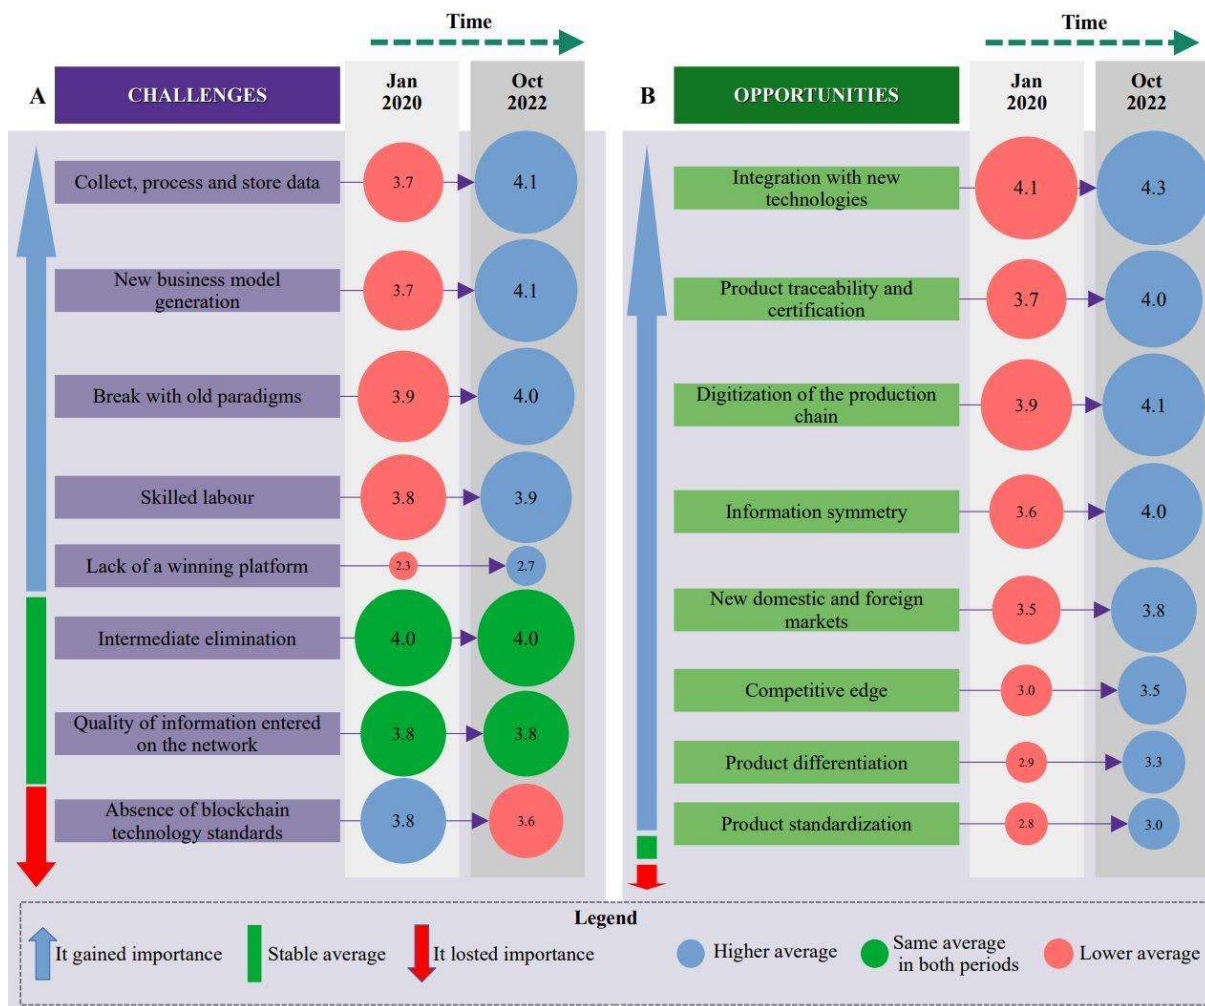 Time
A
CHALLENGES
Jan
2020
Oct
2022
Collect, process and store data
3.7
4.1
New business model
generation
3.7
4.1
Break with old paradigms
3.9
4.0
Skilled labour
3.8
3.9
Lack of a winning platform
2.3
2.7
Intermediate elimination
4.0
4.0
Quality of information entered
on the network
3.8
3.8
Absence of blockchain
technology standards
3.8
3.6
Time
B
OPPORTUNITIES
Jan
2020
Oct
2022
Integration with new
technologies
4.1
4.3
Product traceability and
certification
3.7
4.0
Digitization of the production
chain
3.9
4.1
Information symmetry
3.6
4.0
New domestic and foreign
markets
3.5
3.8
Competitive edge
3.0
3.5
Product differentiation
2.9
3.3
Product standardization
2.8
3.0
Legend
It gained importance
Stable average
It losted importance
Higher average
Same average
in both periods
Lower average